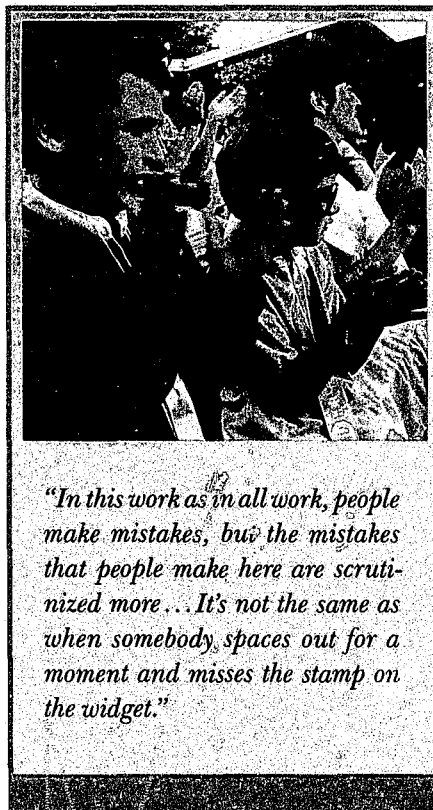 “In this work as in all work, people
make mistakes, but the mistakes
that people make here are scruti-
nized more...It's not the same as
when somebody spaces out for a
moment and misses the stamp on
the widget.”